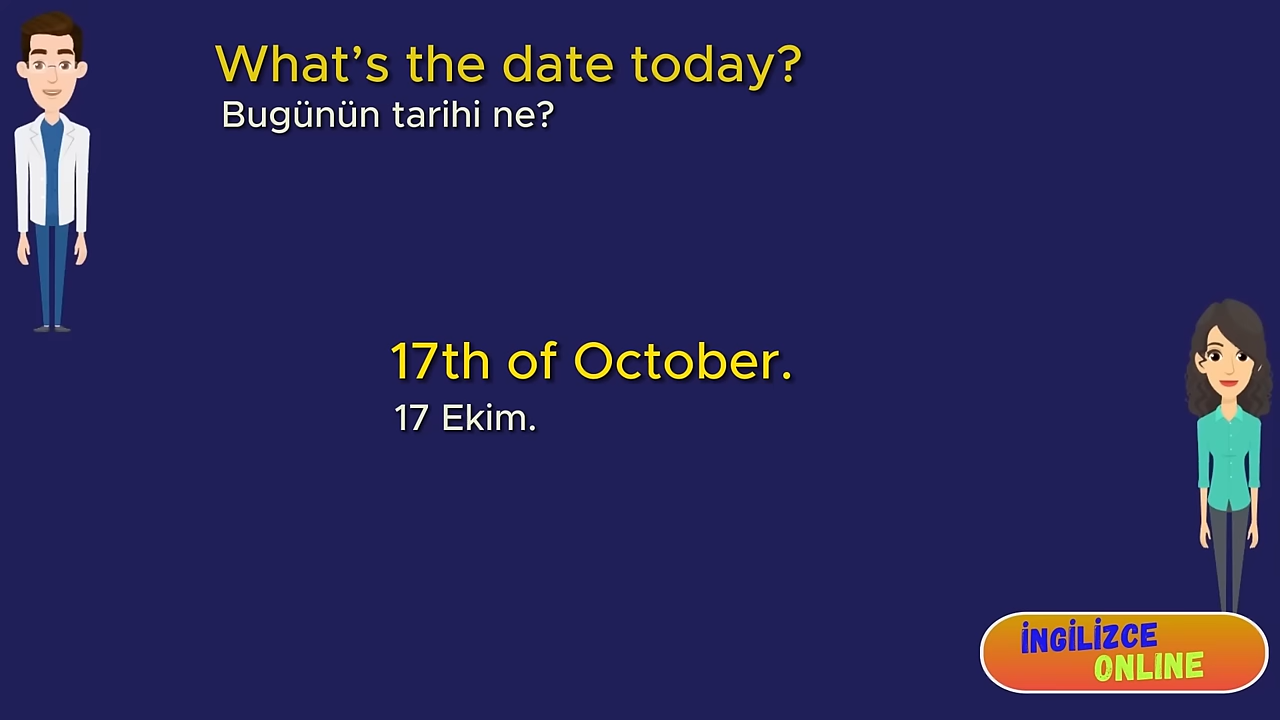 What’s the date today?
Bugünün tarihi ne?
17th of October.
17 Ekim.
İNGİLİZCE
ONLINE